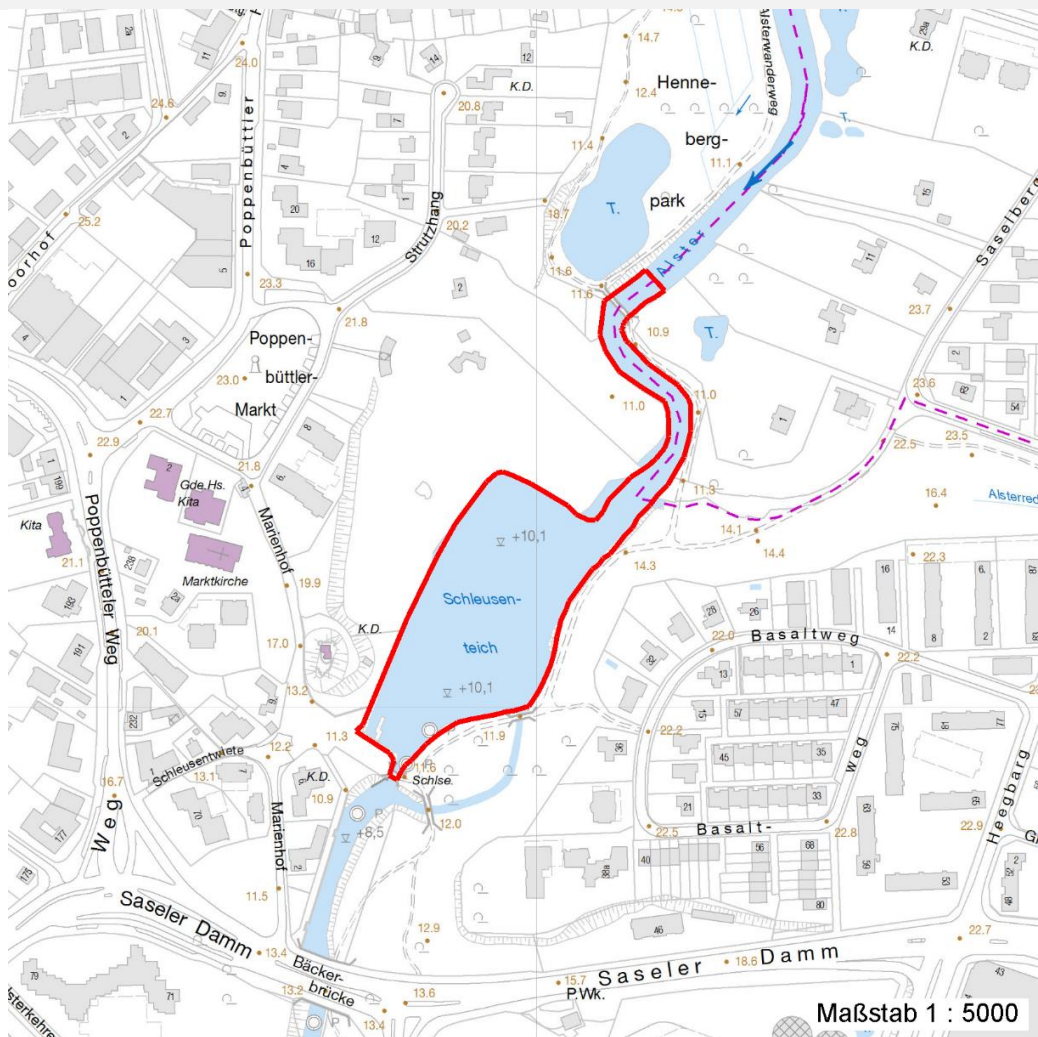 24.0
24.6
25.2
Poppenbüttler
20.8
K.D.
14.7
12.4
11.4
Henne-
berg-
park
Alsterwanderweg
11.1
T.
T.
T.
T.
K.D.
29a
Alster
18.7
11.6
11.6
10.9
Strutzhang
20.2
21.8
23.3
Poppen-
büttler-
Markt
23.0
22.7
22.9
21.8
Saselberg
23.7
23.6
22.5
23.5
16.4
11.0
11.0
11.3
14.1
14.4
14.3
Gde.Hs.
Kita
Kita
Marktkirche
Marienhof
19.9
17.0
13.2
K.D.
21.1
Poppenbütteler Weg
20.1
+10,1
Schleusen-
teich
+10,1
22.3
Basaltweg
22.0
22.2
22.2
11.3
11.9
11.6
Schlse.
12.2
Schleusentwiete
13.1
K.D.
10.9
12.0
+8,5
16.7
Weg
Marienhof
11.5
weg
Basalt-
22.5
22.8
Heegbarg
22.9
12.9
Saseler Damm
13.4
Bäcker-
brücke
13.2
13.6
13.4
15.7
P.Wk.
Saseler Damm
18.6
22.7
Maßstab 1 : 5000